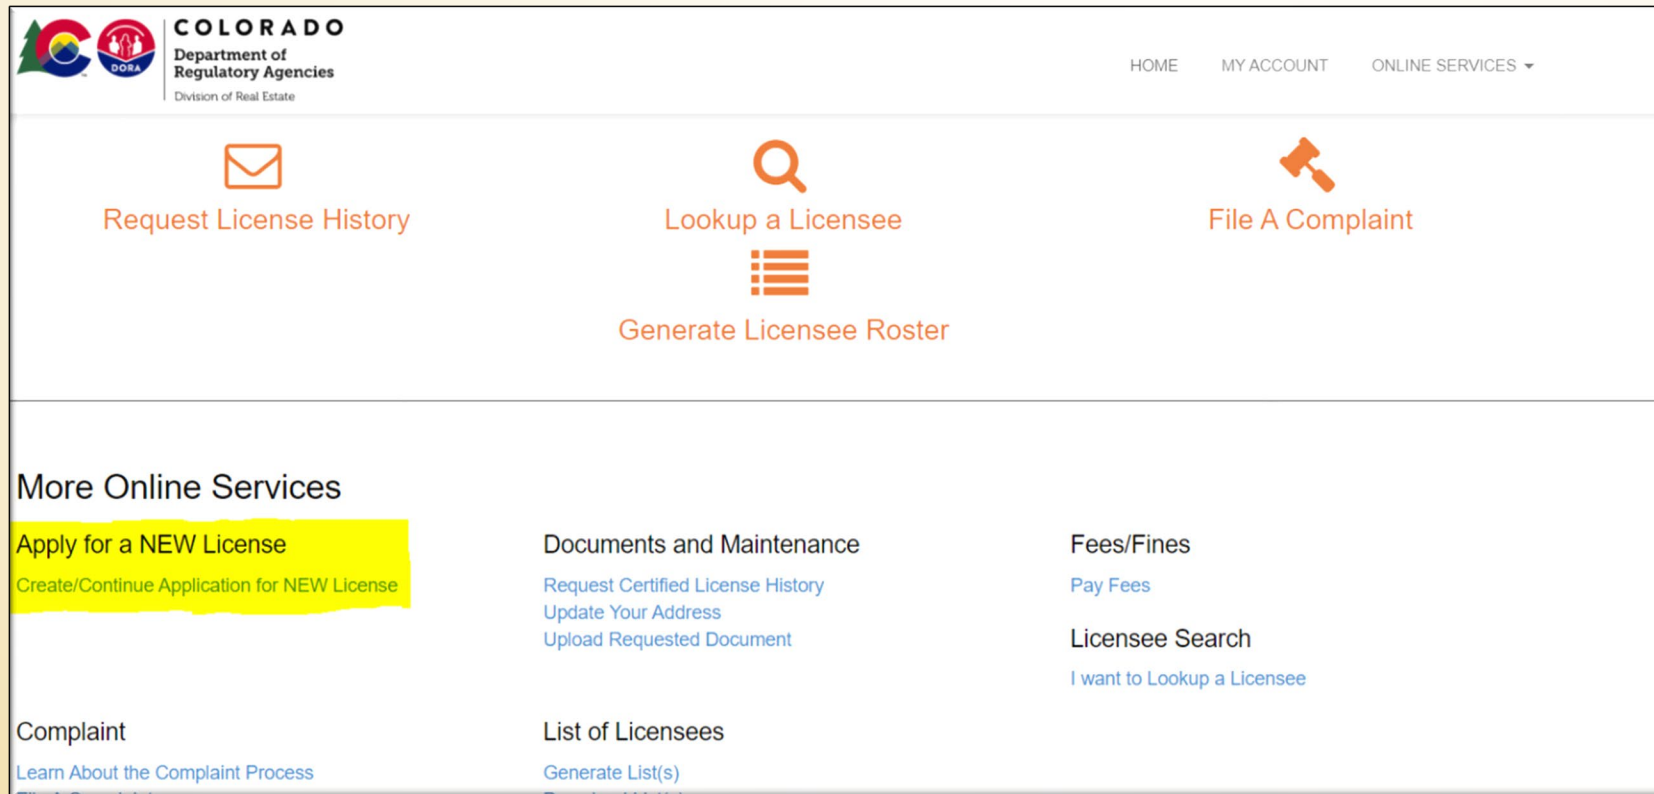 COLORADO
Department of
Regulatory Agencies
Division of Real Estate
DORA
HOME MY ACCOUNT ONLINE SERVICES
Request License History
Lookup a Licensee
File A Complaint
Generate Licensee Roster
More Online Services
Apply for a NEW License
Create/Continue Application for NEW License
Documents and Maintenance
Request Certified License History
Update Your Address
Upload Requested Document
Fees/Fines
Pay Fees
Licensee Search
I want to Lookup a Licensee
Complaint
Learn About the Complaint Process
List of Licensees
Generate List(s)